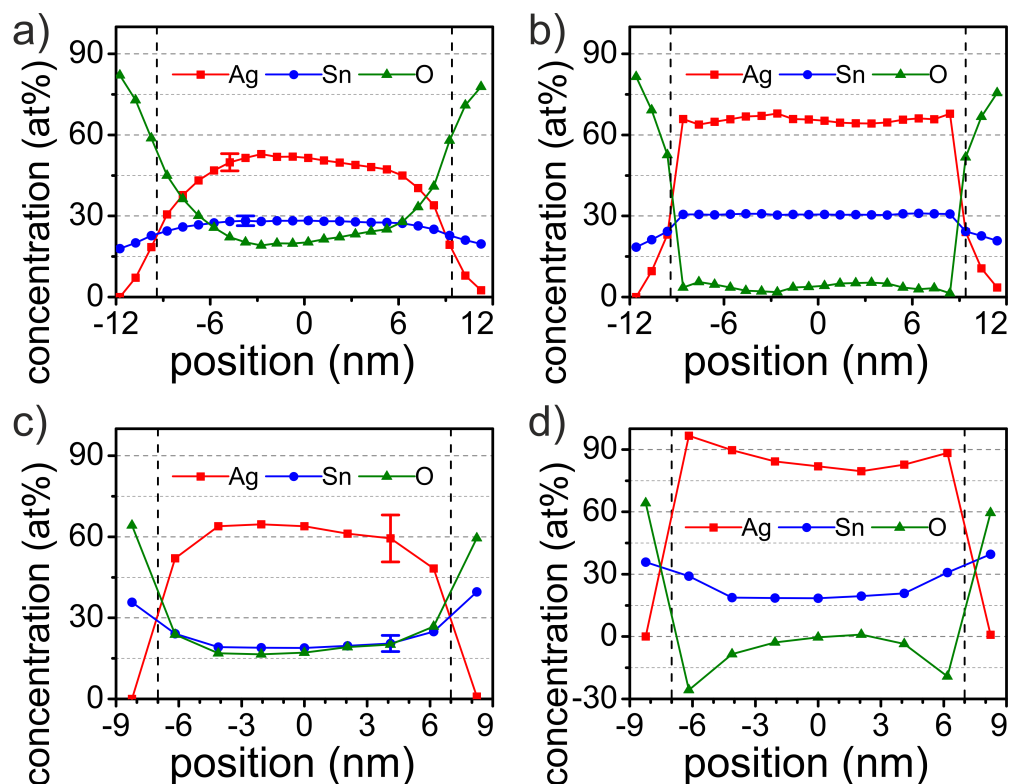 a)
concentration (at%)
90
60
30
0
Ag Sn O
-12 -6 0 6 12
position (nm)
b)
concentration (at%)
90
60
30
0
Ag Sn O
-12 -6 0 6 12
position (nm)
c)
concentration (at%)
90
60
30
0
Ag Sn O
-9 -6 -3 0 3 6 9
position (nm)
d)
concentration (at%)
90
60
30
0
-30
Ag Sn O
-9 -6 -3 0 3 6 9
position (nm)